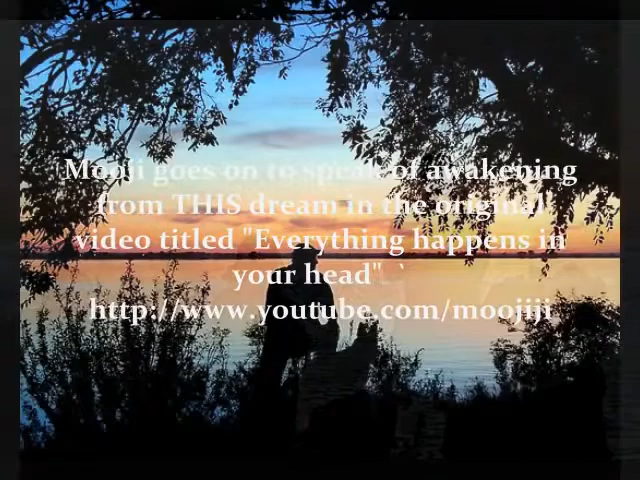 Mooji goes on to speak of awakening
from THIS dream in the original
video titled "Everything happens in
your head" `
http://www.youtube.com/moojiji